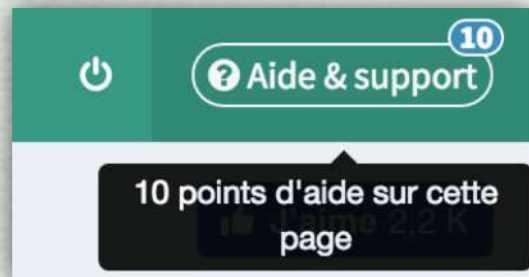 10
Aide & support
10 points d'aide sur cette
page
J'aime 2,2 K